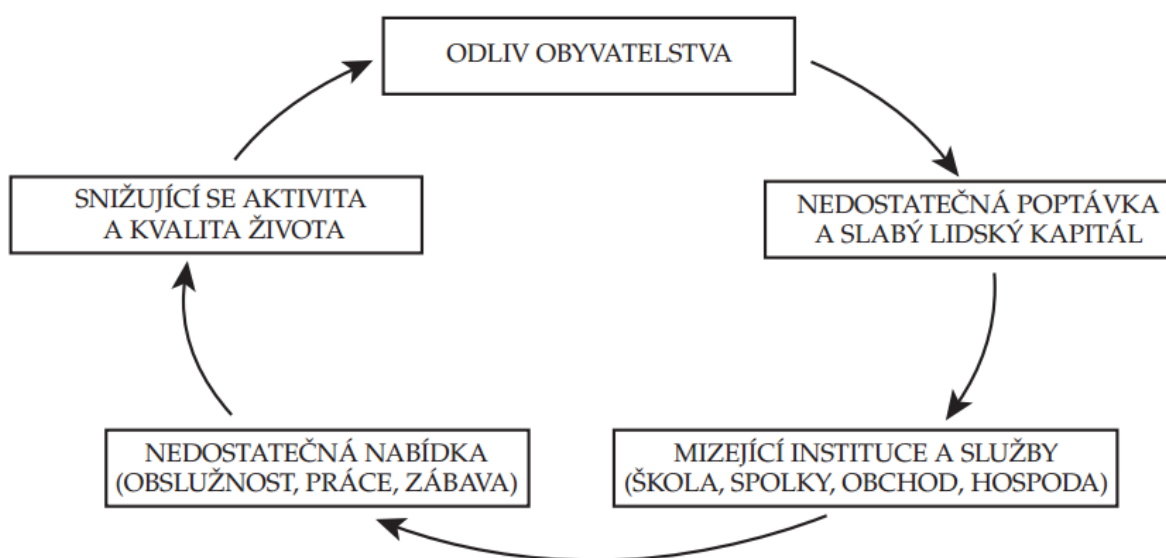 ODLIV OBYVATELSTVA
SNIŽUJÍCÍ SE AKTIVITA
A KVALITA ŽIVOTA
NEDOSTATEČNÁ POPTÁVKA
A SLABÝ LIDSKÝ KAPITÁL
NEDOSTATEČNÁ NABÍDKA
(OBSLUŽNOST, PRÁCE, ZÁBAVA)
MIZEJÍCÍ INSTITUCE A SLUŽBY
(ŠKOLA, SPOLKY, OBCHOD, HOSPODA)